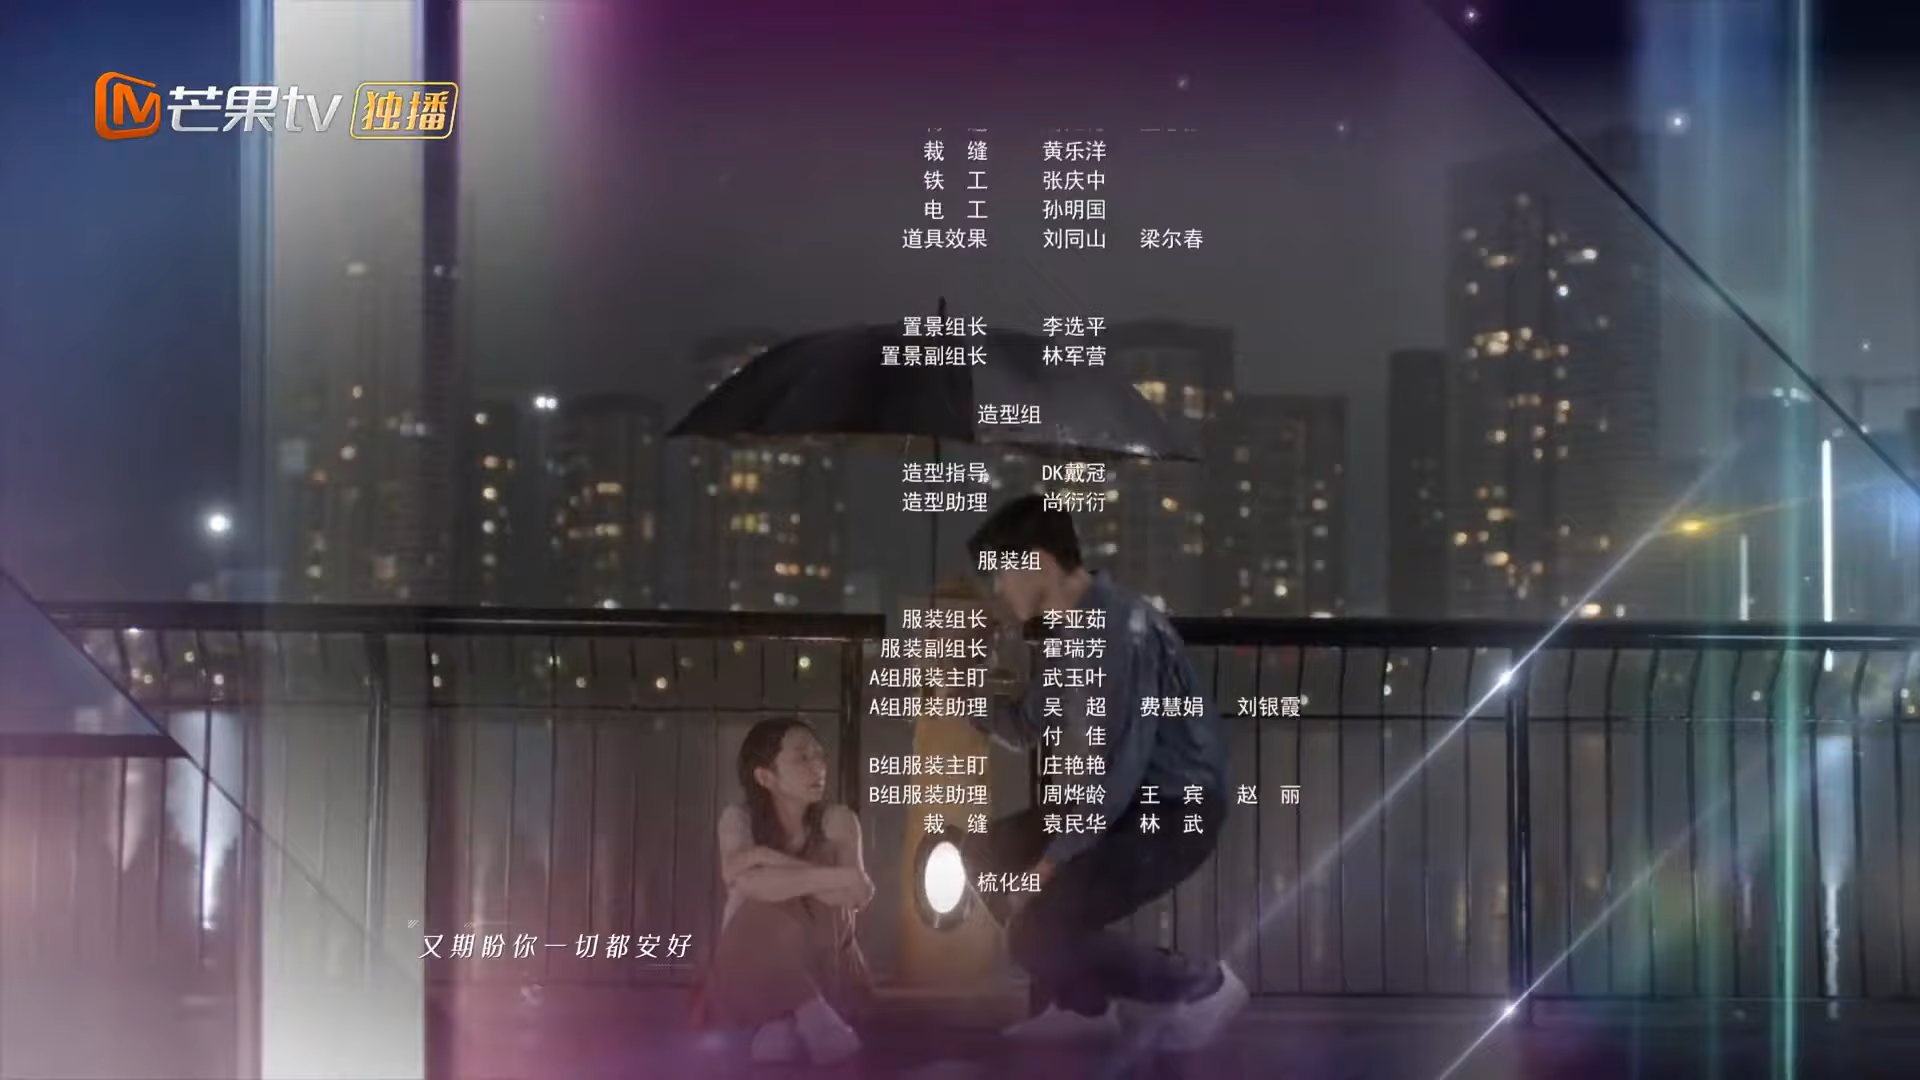 芒果tv 独播
裁 缝 黄乐洋
铁 工 张庆中
电 工 孙明国
道具效果 刘同山 梁尔春
置景组长 李选平
置景副组长 林军营
造型组
造型指导 DK戴冠
造型助理 尚衍衍
服装组
服装组长 李亚茹
服装副组长 霍瑞芳
A组服装主盯 武玉叶
A组服装助理 吴 超 费慧娟 刘银霞
付 佳
B组服装主盯 庄艳艳
B组服装助理 周烨龄 王 宾 赵 丽
裁 缝 袁民华 林 武
梳化组
又期盼你一切都安好